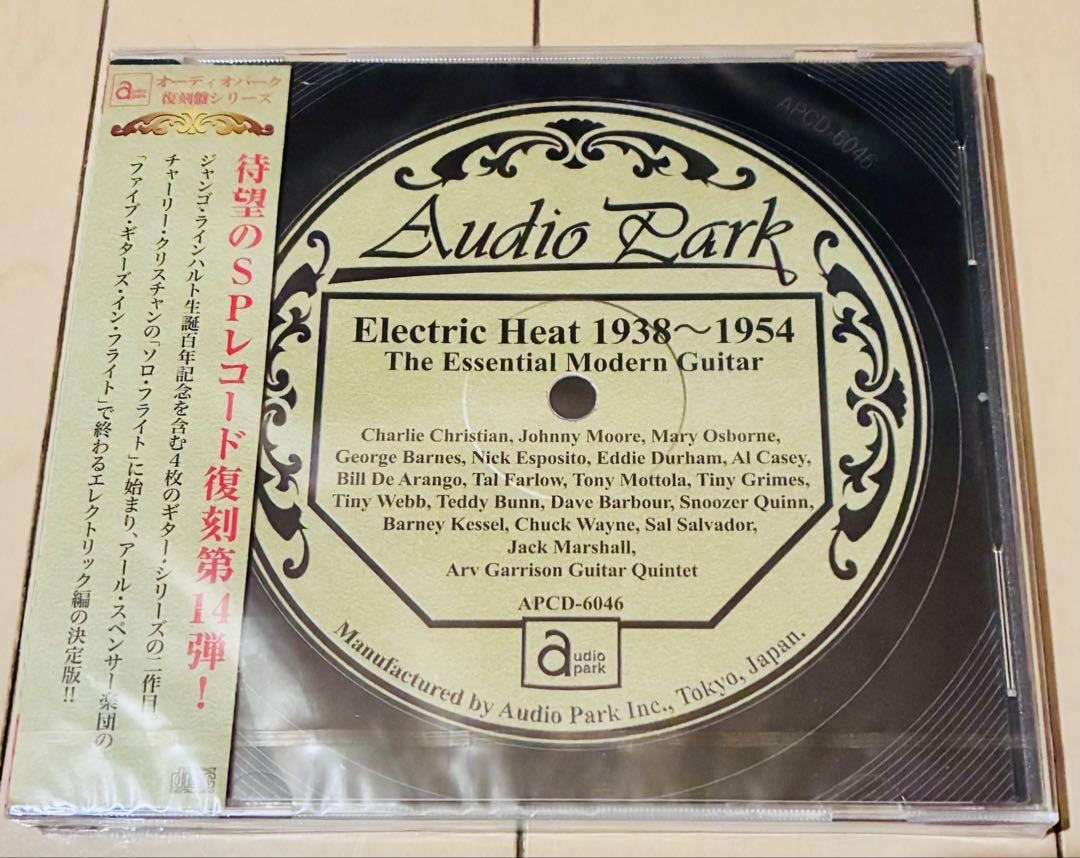 audio park
オーディオパーク
復刻盤シリーズ
待望のSPレコード復刻第14弾!
ジャンゴ・ラインハルト生誕百年記念を含む4枚のギター・シリーズの二作目。
チャーリー・クリスチャンの「ソロ・フライト」に始まり、アール・スペンサー楽団の
「ファイブ・ギターズ・イン・フライト」で終わるエレクトリック編の決定版!!
APCD-6046
Audio Park
Electric Heat 1938〜1954
The Essential Modern Guitar
Charlie Christian, Johnny Moore, Mary Osborne,
George Barnes, Nick Esposito, Eddie Durham, Al Casey,
Bill De Arango, Tal Farlow, Tony Mottola, Tiny Grimes,
Tiny Webb, Teddy Bunn, Dave Barbour, Snoozer Quinn,
Barney Kessel, Chuck Wayne, Sal Salvador,
Jack Marshall,
Arv Garrison Guitar Quintet
APCD-6046
audio park
Manufactured by Audio Park Inc., Tokyo, Japan.